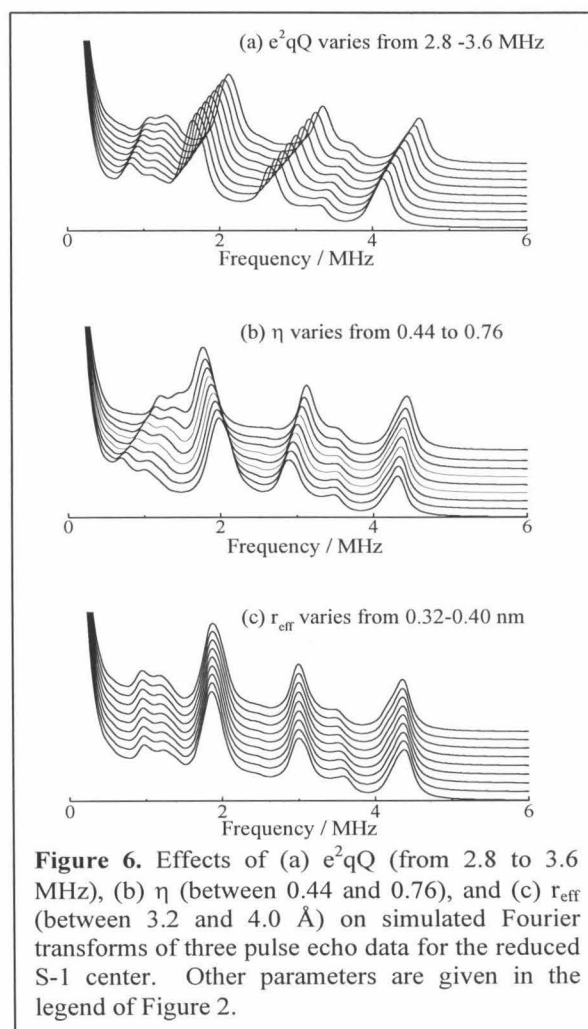 (a) e²qQ varies from 2.8 -3.6 MHz
0 2 4 6
Frequency / MHz
(b) η varies from 0.44 to 0.76
0 2 4 6
Frequency / MHz
(c) r_eff varies from 0.32-0.40 nm
0 2 4 6
Frequency / MHz
Figure 6. Effects of (a) e²qQ (from 2.8 to 3.6
MHz), (b) η (between 0.44 and 0.76), and (c) r_eff
(between 3.2 and 4.0 Å) on simulated Fourier
transforms of three pulse echo data for the reduced
S-1 center. Other parameters are given in the
legend of Figure 2.